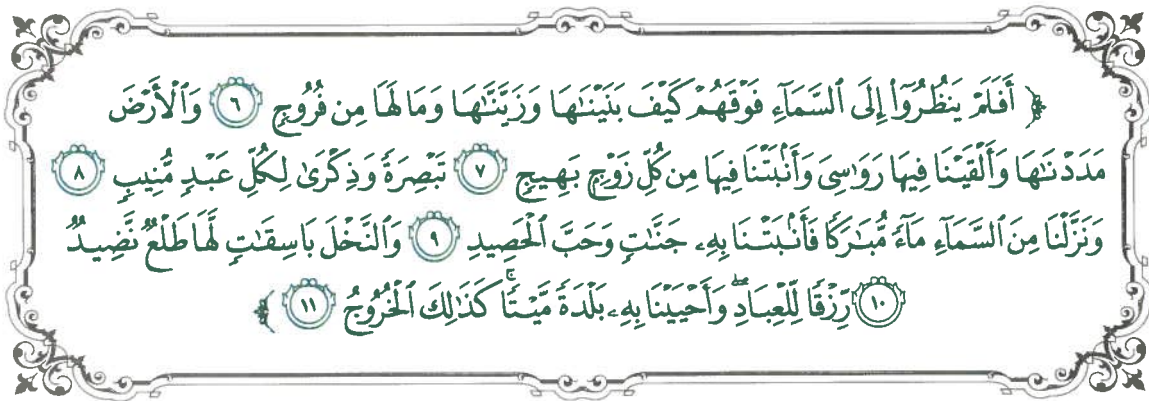 ﴿ أَفَلَمۡ يَنظُرُوٓاْ إِلَى ٱلسَّمَآءِ فَوۡقَهُمۡ كَيۡفَ بَنَيۡنَٰهَا وَزَيَّنَّٰهَا وَمَا لَهَا مِن فُرُوجٖ ٦ وَٱلۡأَرۡضَ
مَدَدۡنَٰهَا وَأَلۡقَيۡنَا فِيهَا رَوَٰسِيَ وَأَنۢبَتۡنَا فِيهَا مِن كُلِّ زَوۡجِۭ بَهِيجٖ ٧ تَبۡصِرَةٗ وَذِكۡرَىٰ لِكُلِّ عَبۡدٖ مُّنِيبٖ ٨
وَنَزَّلۡنَا مِنَ ٱلسَّمَآءِ مَآءٗ مُّبَٰرَكٗا فَأَنۢبَتۡنَا بِهِۦ جَنَّٰتٖ وَحَبَّ ٱلۡحَصِيدِ ٩ وَٱلنَّخۡلَ بَاسِقَٰتٖ لَّهَا طَلۡعٞ نَّضِيدٞ
١٠ رِّزۡقٗا لِّلۡعِبَادِۖ وَأَحۡيَيۡنَا بِهِۦ بَلۡدَةٗ مَّيۡتٗاۚ كَذَٰلِكَ ٱلۡخُرُوجُ ١١ ﴾